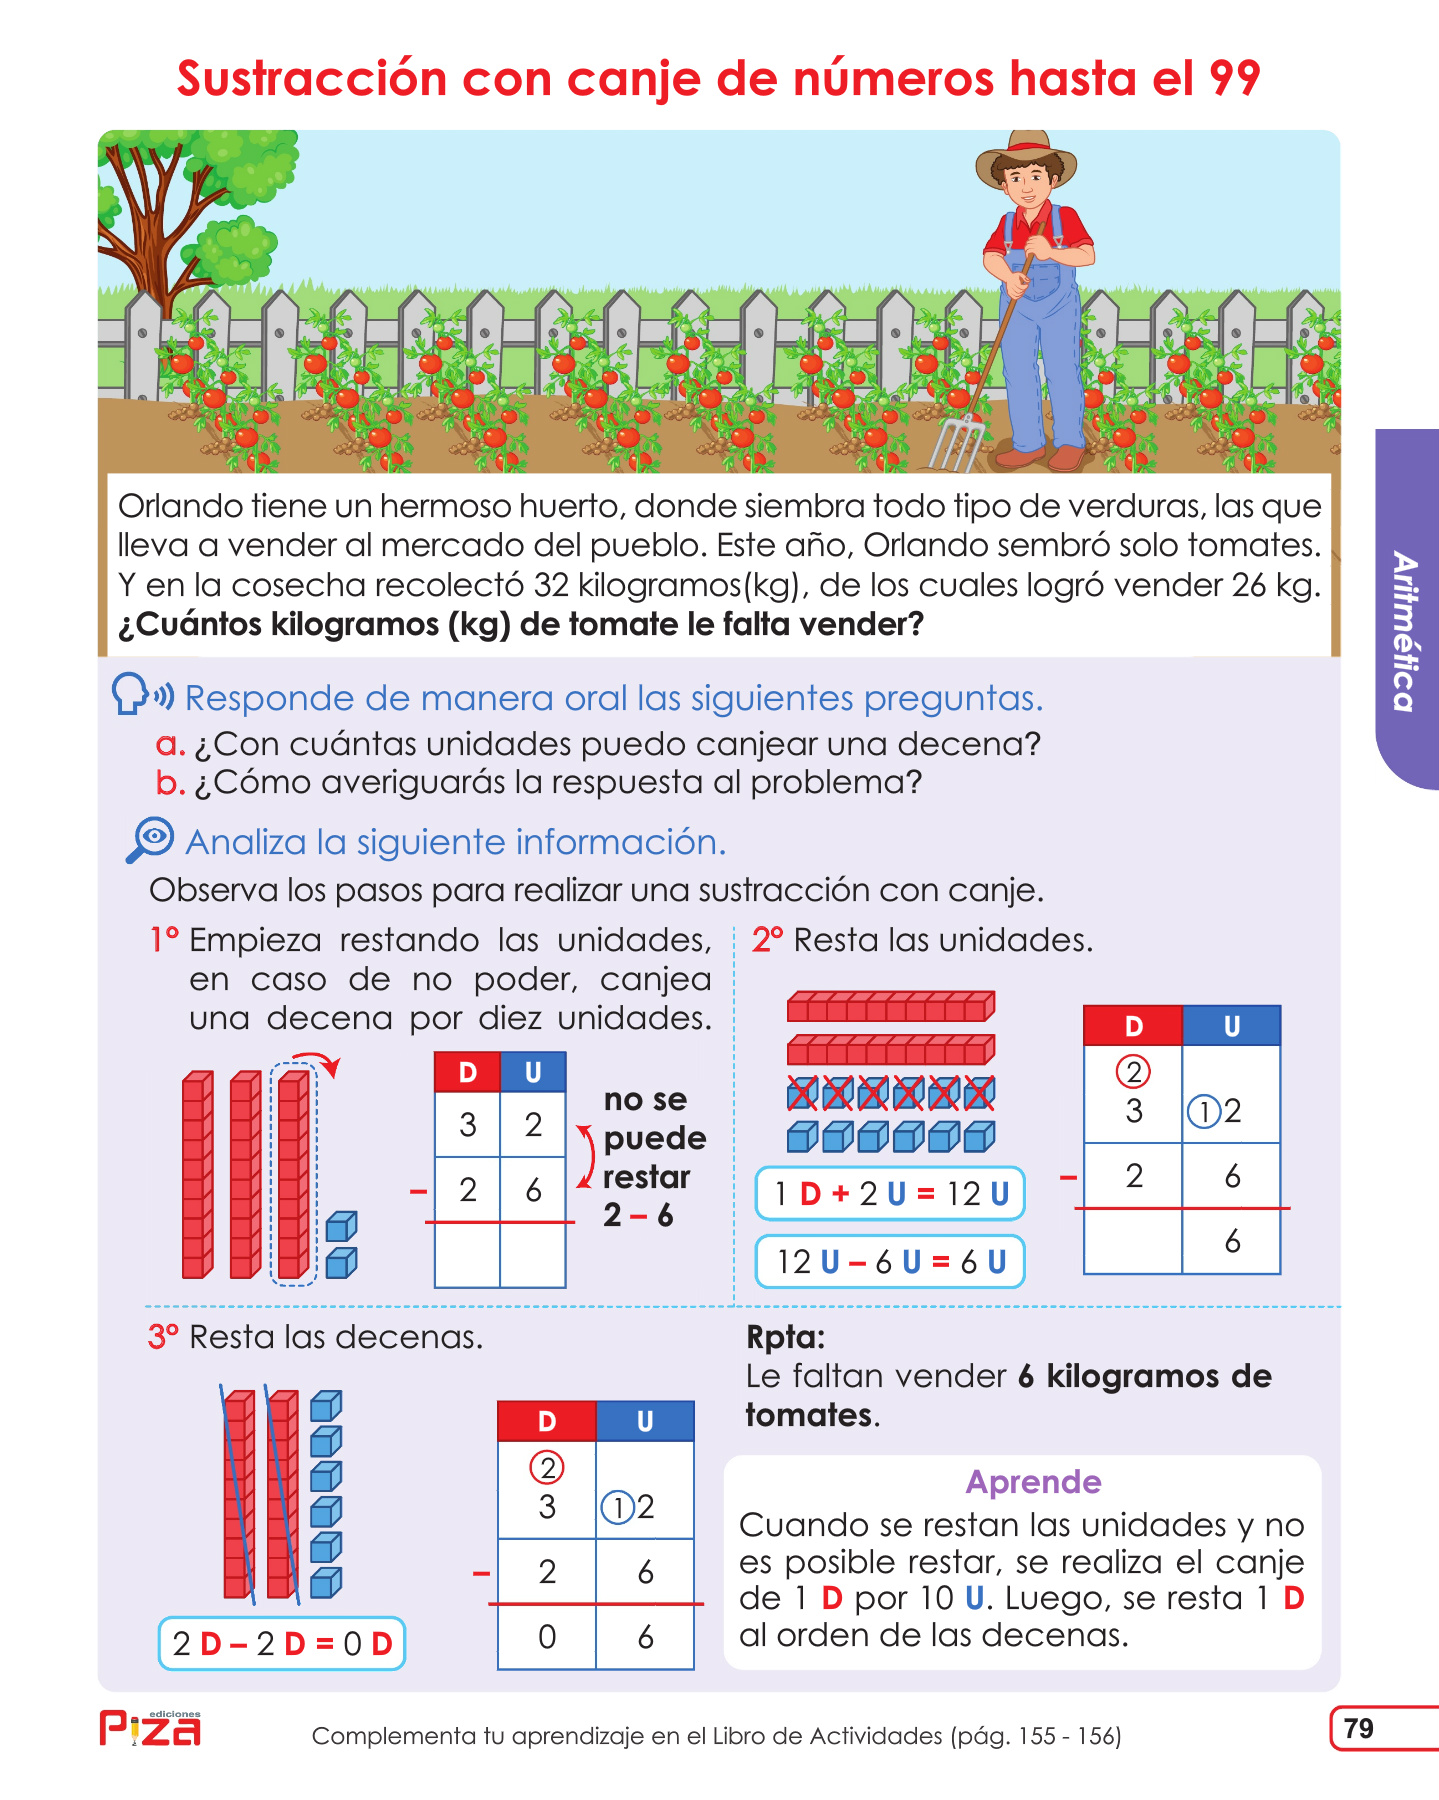 Sustracción con canje de números hasta el 99
Orlando tiene un hermoso huerto, donde siembra todo tipo de verduras, las que
lleva a vender al mercado del pueblo. Este año, Orlando sembró solo tomates.
Y en la cosecha recolectó 32 kilogramos(kg), de los cuales logró vender 26 kg.
¿Cuántos kilogramos (kg) de tomate le falta vender?
Aritmética
Responde de manera oral las siguientes preguntas.
a. ¿Con cuántas unidades puedo canjear una decena?
b. ¿Cómo averiguarás la respuesta al problema?
Analiza la siguiente información.
Observa los pasos para realizar una sustracción con canje.
1° Empieza restando las unidades,
en caso de no poder, canjea
una decena por diez unidades.
D U
3 2
- 2 6
no se
puede
restar
2 - 6
2° Resta las unidades.
1 D + 2 U = 12 U
12 U - 6 U = 6 U
D U
2
3 1 2
- 2 6
6
3° Resta las decenas.
2 D - 2 D = 0 D
D U
2
3 1 2
- 2 6
0 6
Rpta:
Le faltan vender 6 kilogramos de
tomates.
Aprende
Cuando se restan las unidades y no
es posible restar, se realiza el canje
de 1 D por 10 U. Luego, se resta 1 D
al orden de las decenas.
ediciones
Piza
Complementa tu aprendizaje en el Libro de Actividades (pág. 155 - 156)
79